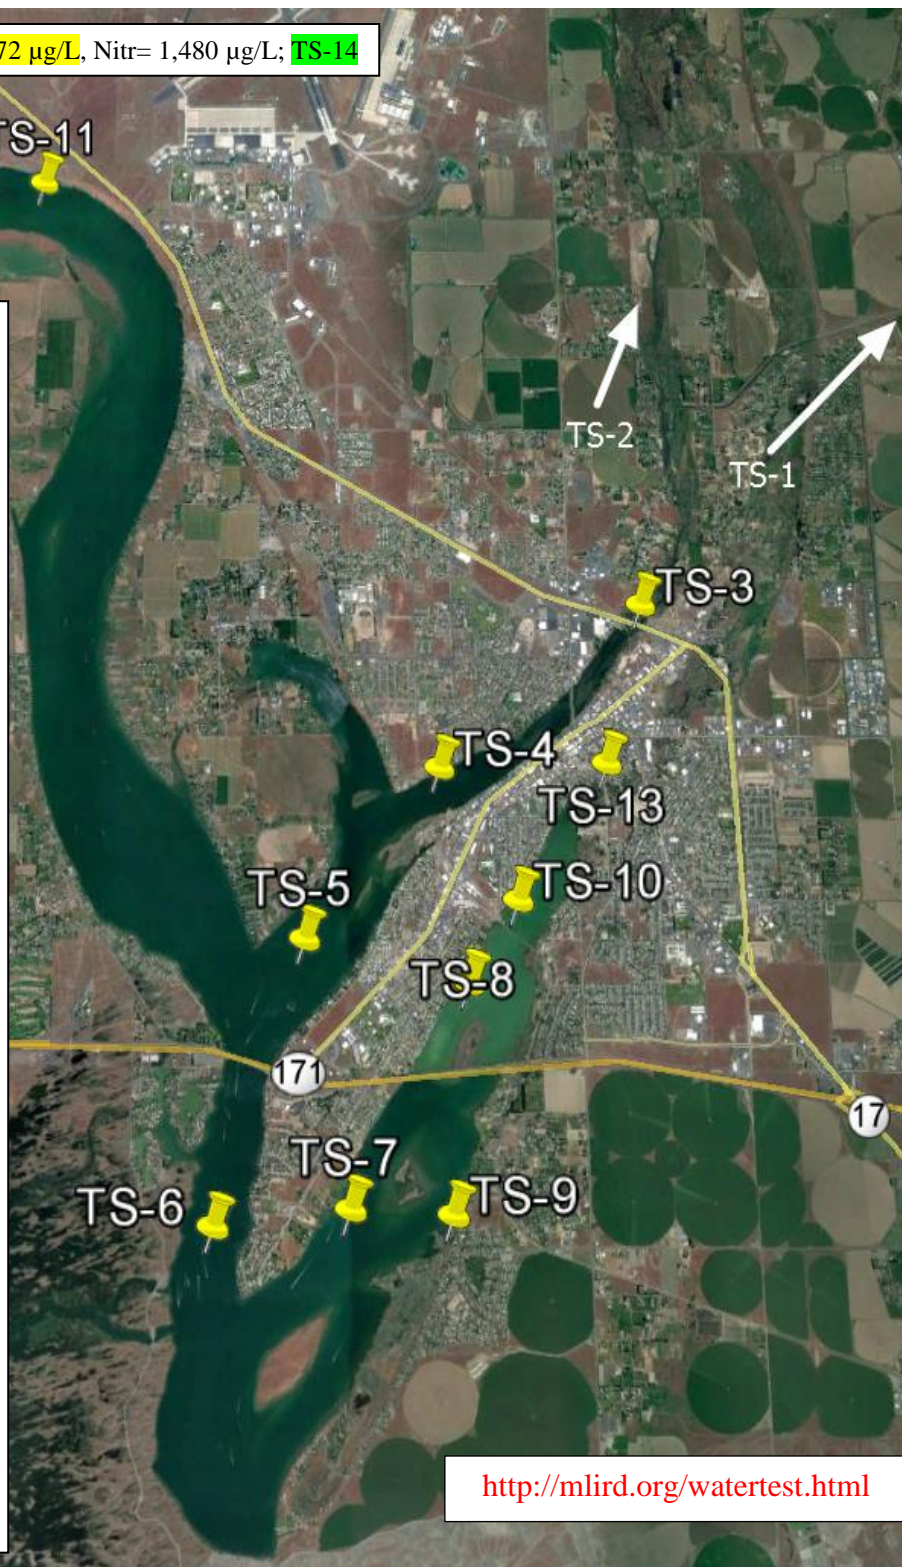 72 µg/L, Nitr= 1,480 µg/L; TS-14
TS-11
TS-2
TS-1
TS-3
TS-4
TS-13
TS-5
TS-10
TS-8
171
17
TS-7
TS-6
TS-9
http://mlird.org/watertest.html